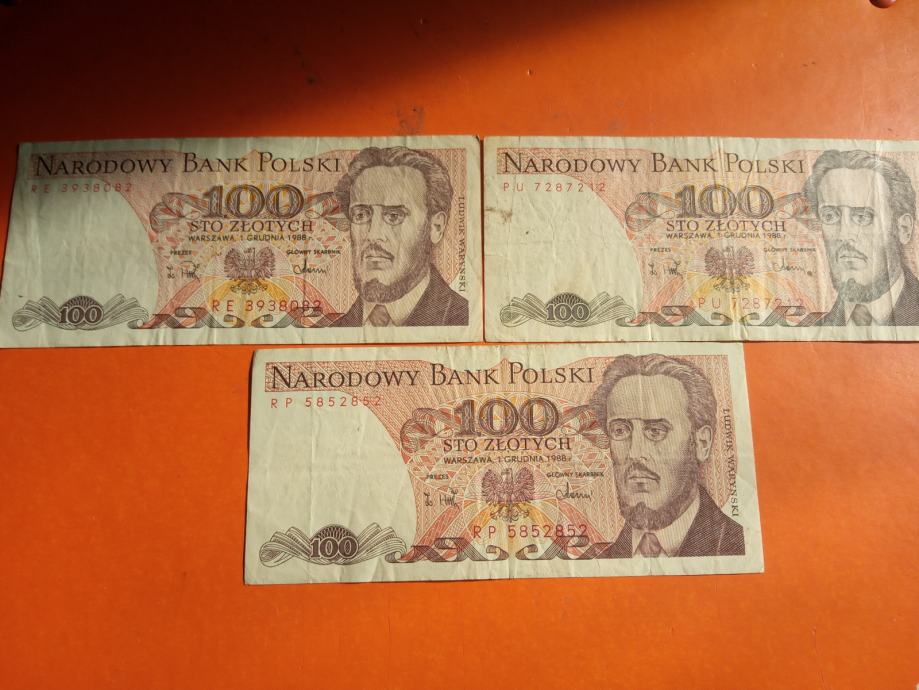 NARODOWY BANK POLSKI
RE 3938082
100
STO ZŁOTYCH
WARSZAWA, 1 GRUDNIA 1988 r.
PREZES
GŁÓWNY SKARBNIK
LUDWIK WARYŃSKI
100
RE 3938082
NARODOWY BANK POLSKI
PU 7287212
100
STO ZŁOTYCH
WARSZAWA, 1 GRUDNIA 1988 r.
PREZES
GŁÓWNY SKARBNIK
100
PU 7287212
NARODOWY BANK POLSKI
RP 5852852
100
STO ZŁOTYCH
WARSZAWA, 1 GRUDNIA 1988 r.
PREZES
GŁÓWNY SKARBNIK
LUDWIK WARYŃSKI
100
RP 5852852